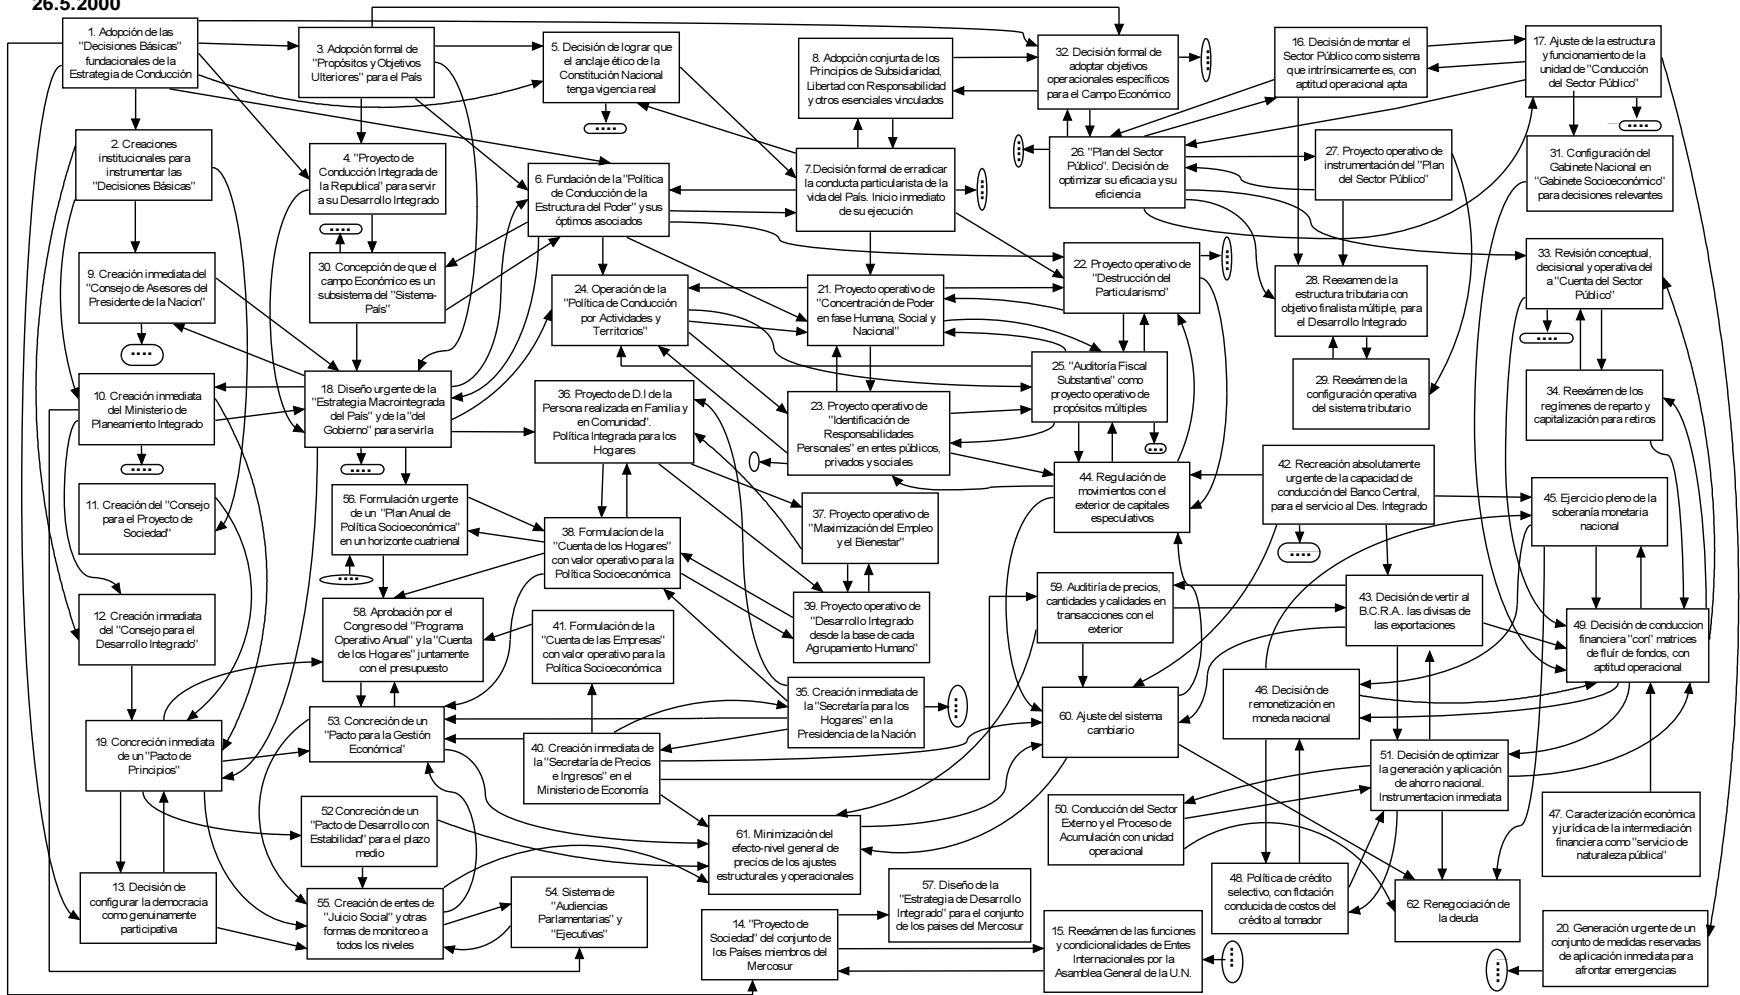 26.5.2000
1. Adopción de las
"Decisiones Básicas"
fundacionales de la
Estrategia de Conducción
3. Adopción formal de
"Propósitos y Objetivos
Ulteriores" para el País
5. Decisión de lograr que
el anclaje ético de la
Constitución Nacional
tenga vigencia real
8. Adopción conjunta de los
Principios de Subsidiaridad,
Libertad con Responsabilidad
y otros esenciales vinculados
32. Decisión formal de
adoptar objetivos
operacionales específicos
para el Campo Económico
16. Decisión de montar el
Sector Público como sistema
que intrínsicamente es, con
aptitud operacional apta
17. Ajuste de la estructura
y funcionamiento de la
unidad de "Conducción
del Sector Público"
2. Creaciones
institucionales para
instrumentar las
"Decisiones Básicas"
4. "Proyecto de
Conducción Integrada de
la Republica" para servir
a su Desarrollo Integrado
6. Fundación de la "Política
de Conducción de la
Estructura del Poder" y sus
óptimos asociados
7.Decisión formal de erradicar
la conducta particularista de la
vida del País. Inicio inmediato
de su ejecución
26. "Plan del Sector
Público". Decisión de
optimizar su eficacia y su
eficiencia
27. Proyecto operativo de
instrumentación del "Plan
del Sector Público"
31. Configuración del
Gabinete Nacional en
"Gabinete Socioeconómico"
para decisiones relevantes
9. Creación inmediata del
"Consejo de Asesores del
Presidente de la Nacion"
30. Concepción de que el
campo Económico es un
subsistema del "Sistema-
País"
24. Operación de la
"Política de Conducción
por Actividades y
Territorios"
21. Proyecto operativo de
"Concentración de Poder
en fase Humana, Social y
Nacional"
22. Proyecto operativo de
"Destrucción del
Particularismo"
28. Reexamen de la
estructura tributaria con
objetivo finalista múltiple, para
el Desarrollo Integrado
33. Revisión conceptual,
decisional y operativa del
"Cuenta del Sector
Público"
10. Creación inmediata
del Ministerio de
Planeamiento Integrado
18. Diseño urgente de la
"Estrategia Macrointegrada
del País" y de la "del
Gobierno" para servirla
36. Proyecto de D.I de la
Persona realizada en Familia y
en Comunidad".
Política Integrada para los
Hogares
23. Proyecto operativo de
"Identificación de
Responsabilidades
Personales" en entes públicos,
privados y sociales
25. "Auditoría Fiscal
Substantiva" como
proyecto operativo de
propósitos múltiples
29. Reexámen de la
configuración operativa
del sistema tributario
34. Reexámen de los
regímenes de reparto y
capitalización para retiros
11. Creación del "Consejo
para el Proyecto de
Sociedad"
56. Formulación urgente
de un "Plan Anual de
Política Socioeconómica"
en un horizonte cuatrienal
38. Formulacín de la
"Cuenta de los Hogares"
con valor operativo para la
Política Socioeconómica
37. Proyecto operativo de
"Maximización del Empleo
y el Bienestar"
44. Regulación de
movimientos con el
exterior de capitales
especulativos
42. Recreación absolutamente
urgente de la capacidad de
conducción del Banco Central,
para el servicio al Des. Integrado
45. Ejercicio pleno de la
soberanía monetaria
nacional
12. Creación inmediata
del "Consejo para el
Desarrollo Integrado"
58. Aprobación por el
Congreso del "Programa
Operativo Anual" y la "Cuenta
de los Hogares" juntamente
con el presupuesto
41. Formulación de la
"Cuenta de las Empresas"
con valor operativo para la
Política Socioeconómica
39. Proyecto operativo de
"Desarrollo Integrado
desde la base de cada
Agrupamiento Humano"
59. Auditiría de precios,
cantidades y calidades en
transacciones con el
exterior
43. Decisión de vertir al
B.C.R.A.. las divisas de
las exportaciones
49. Decisión de conduccion
financiera "con" matrices
de fluír de fondos, con
aptitud operacional
19. Concreción inmediata
de un "Pacto de
Principios"
53. Concreción de un
"Pacto para la Gestión
Económica"
40. Creación inmediata de
la "Secretaría de Precios
e Ingresos" en el
Ministerio de Economía
35. Creación inmediata de
la "Secretaría para los
Hogares" en la
Presidencia de la Nación
60. Ajuste del sistema
cambiario
46. Decisión de
remonetización en
moneda nacional
51. Decisión de optimizar
la generación y aplicación
de ahorro nacional.
Instrumentacion inmediata
52 Concreción de un
"Pacto de Desarrollo con
Estabilidad" para el plazo
medio
61. Minimización del
efecto-nivel general de
precios de los ajustes
estructurales y operacionales
50. Conducción del Sector
Externo y el Proceso de
Acumulación con unidad
operacional
47. Caracterización económica
y jurídica de la intermediación
financiera como "servicio de
naturaleza pública"
13. Decisión de
configurar la democracia
como genuinamente
participativa
55. Creación de entes de
"Juicio Social" y otras
formas de monitoreo a
todos los niveles
54. Sistema de
"Audiencias
Parlamentarias" y
"Ejecutivas"
57. Diseño de la
"Estrategia de Desarrollo
Integrado" para el conjunto
de los paises del Mercosur
48. Política de crédito
selectivo, con flotación
conducida de costos del
crédito al tomador
62. Renegociación de
la deuda
14. "Proyecto de
Sociedad" del conjunto de
los Países miembros del
Mercosur
15. Reexámen de las funciones
y condicionalidades de Entes
Internacionales por la
Asamblea General de la U.N.
20. Generación urgente de un
conjunto de medidas reservadas
de aplicación inmediata para
afrontar emergencias